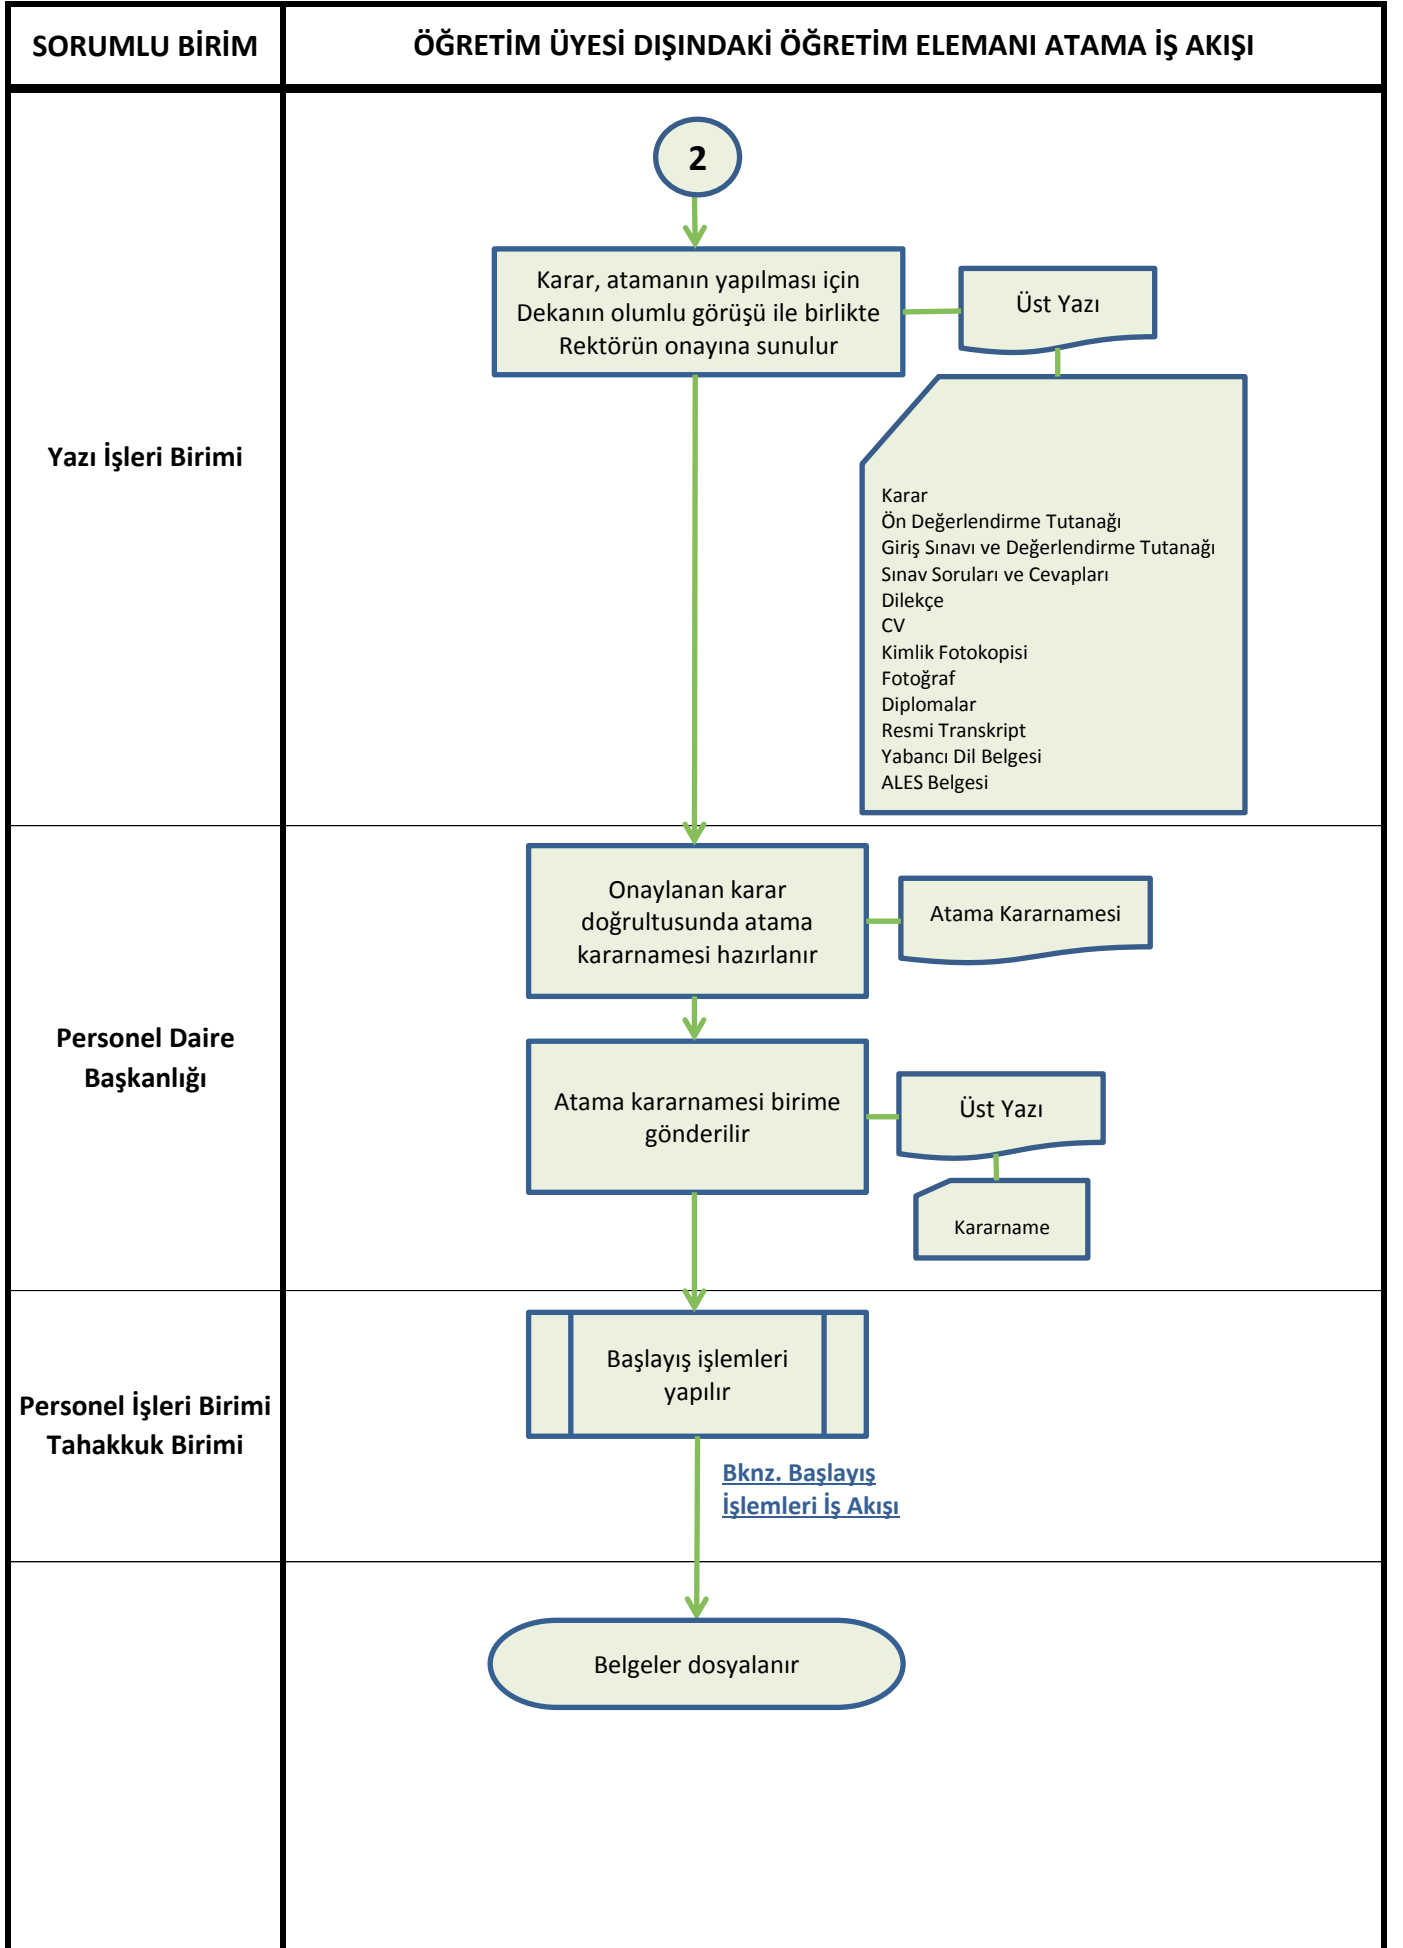 SORUMLU BİRİM
ÖĞRETİM ÜYESİ DIŞINDAKİ ÖĞRETİM ELEMANI ATAMA İŞ AKIŞI
2
Karar, atamanın yapılması için
Dekanın olumlu görüşü ile birlikte
Rektörün onayına sunulur
Üst Yazı
Yazı İşleri Birimi
Karar
Ön Değerlendirme Tutanağı
Giriş Sınavı ve Değerlendirme Tutanağı
Sınav Soruları ve Cevapları
Dilekçe
CV
Kimlik Fotokopisi
Fotoğraf
Diplomalar
Resmi Transkript
Yabancı Dil Belgesi
ALES Belgesi
Onaylanan karar
doğrultusunda atama
kararnamesi hazırlanır
Atama Kararnamesi
Personel Daire
Başkanlığı
Atama kararnamesi birime
gönderilir
Üst Yazı
Kararname
Personel İşleri Birimi
Tahakkuk Birimi
Başlayış işlemleri
yapılır
Bknz. Başlayış
İşlemleri İş Akışı
Belgeler dosyalanır